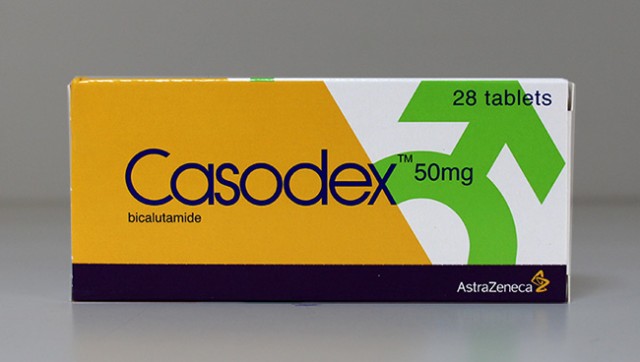 28 tablets
Casodex™ 50mg
bicalutamide
AstraZeneca